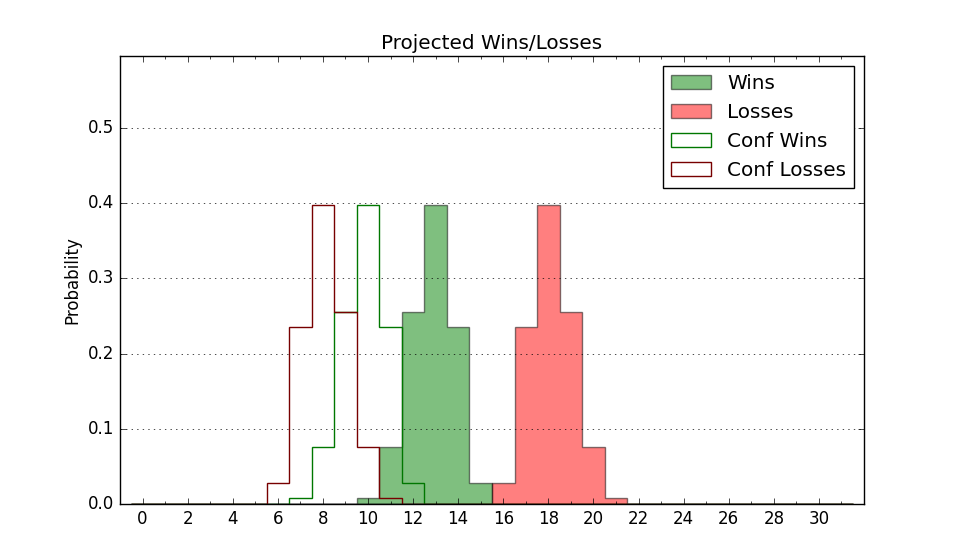 Projected Wins/Losses
Wins
Losses
Conf Wins
Conf Losses
Probability
0.5
0.4
0.3
0.2
0.1
0.0
0 2 4 6 8 10 12 14 16 18 20 22 24 26 28 30